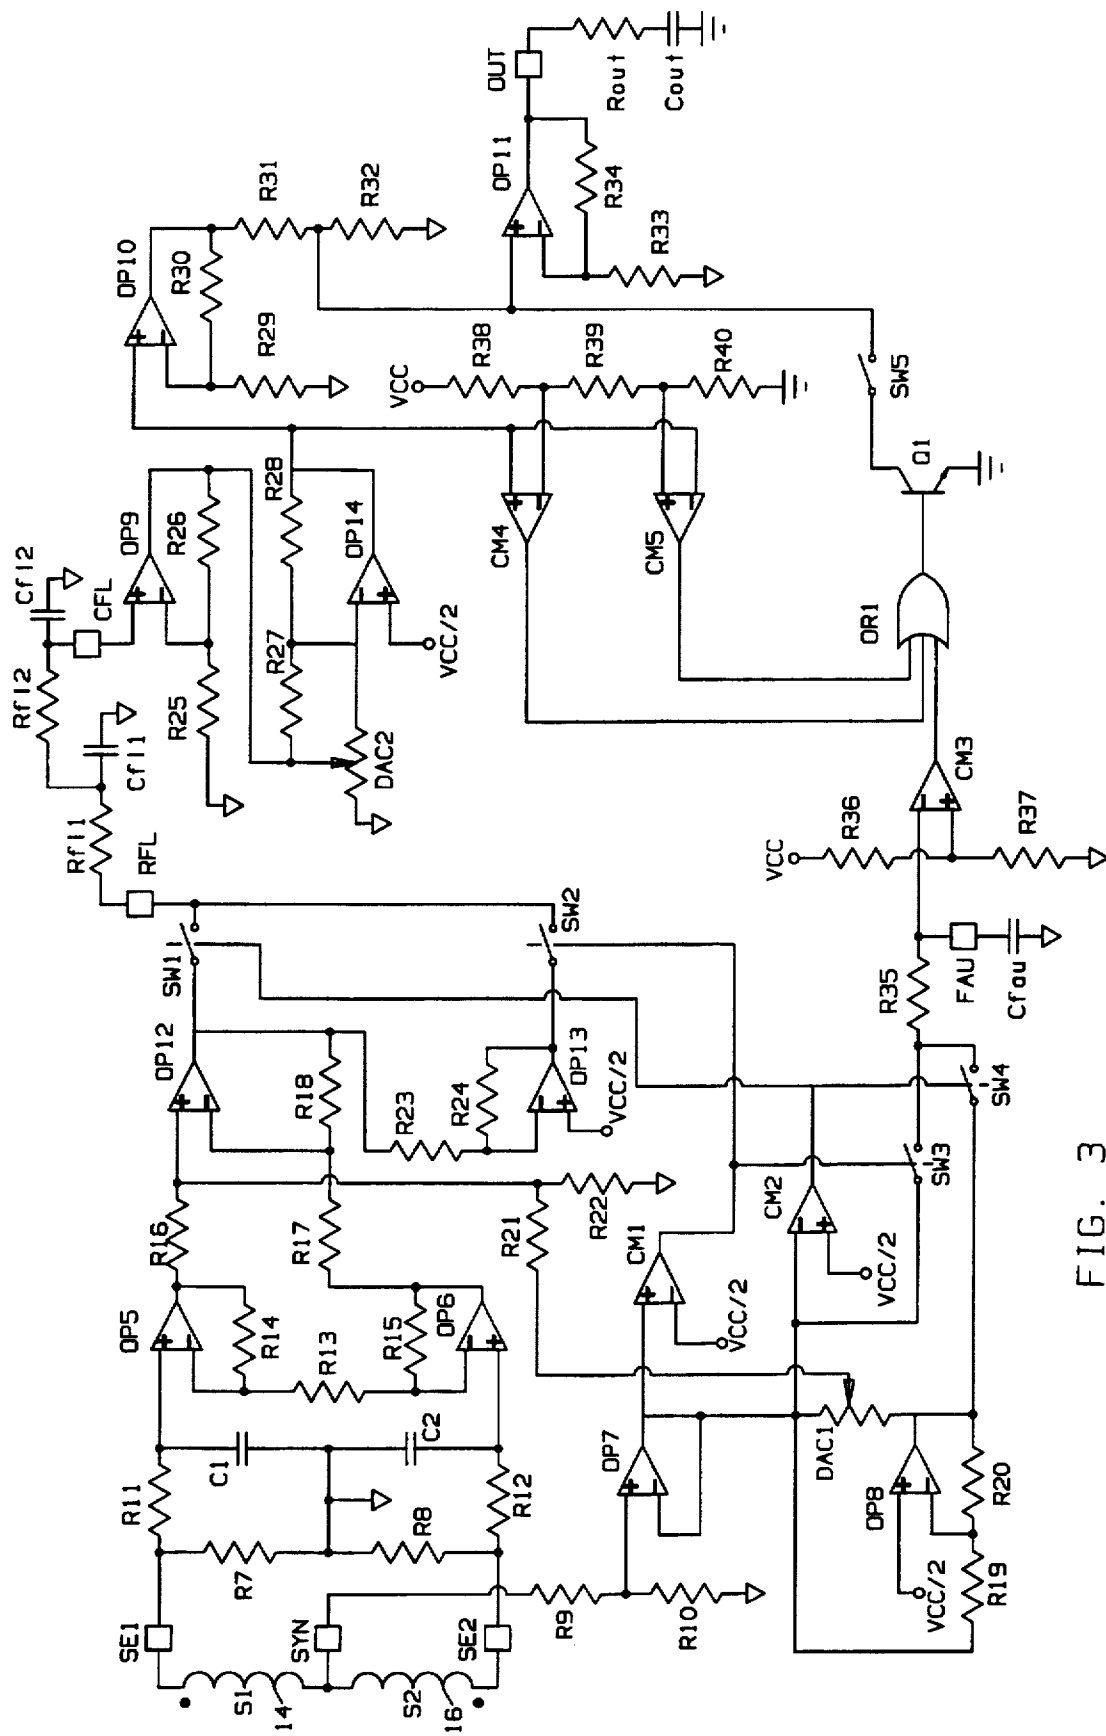 SE1
SYN
SE2
S1
14
S2
16
R7
R8
R11
R12
C1
C2
R9
R10
OP5
OP6
R13
R14
R15
R16
R17
R18
OP12
OP13
R21
R22
R23
R24
VCC/2
SW1
SW2
RFL
Rfl1
Cfl1
Rfl2
Cfl2
CFL
OP9
R25
R26
R27
R28
DAC2
OP14
VCC/2
OP10
R29
R30
R31
R32
OP11
R33
R34
OUT
Rout
Cout
VCC
R38
R39
R40
CM4
CM5
OR1
Q1
SW5
OP7
CM1
VCC/2
CM2
VCC/2
DAC1
OP8
VCC/2
R19
R20
SW3
SW4
R35
FAU
Cfau
VCC
R36
R37
CM3
FIG. 3